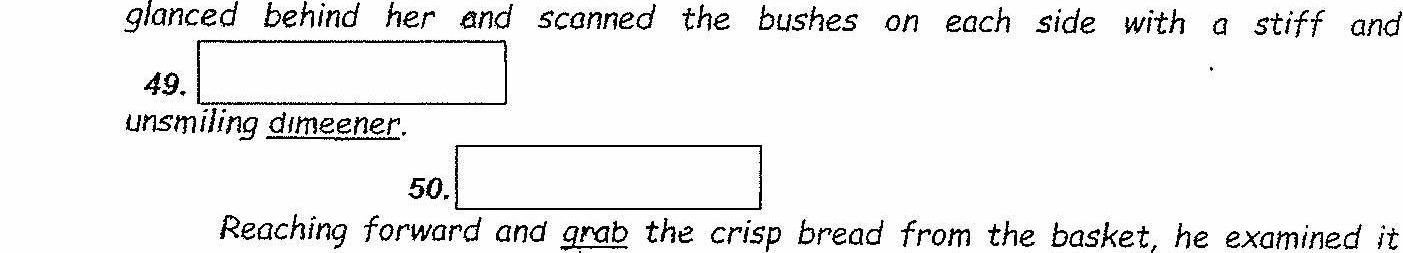 glanced behind her and scanned the bushes on each side with a stiff and
49.
unsmiling dimeener.
50.
Reaching forward and grab the crisp bread from the basket, he examined it